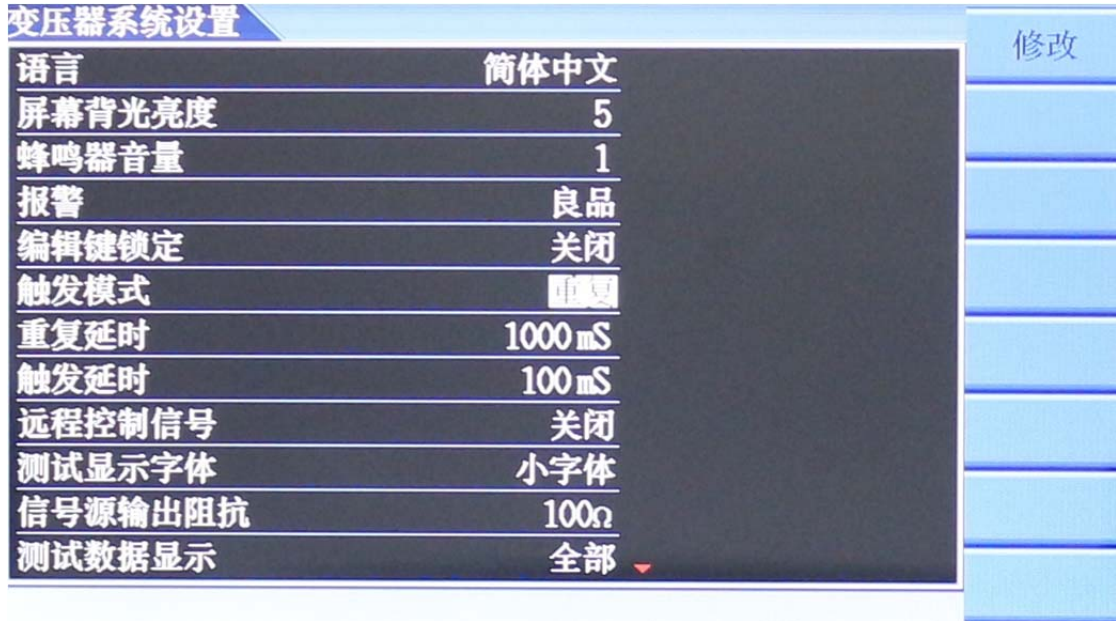 变压器系统设置
修改
语言 简体中文
屏幕背光亮度 5
蜂鸣器音量 1
报警 良品
编辑键锁定 关闭
触发模式 重复
重复延时 1000mS
触发延时 100mS
远程控制信号 关闭
测试显示字体 小字体
信号源输出阻抗 100Ω
测试数据显示 全部